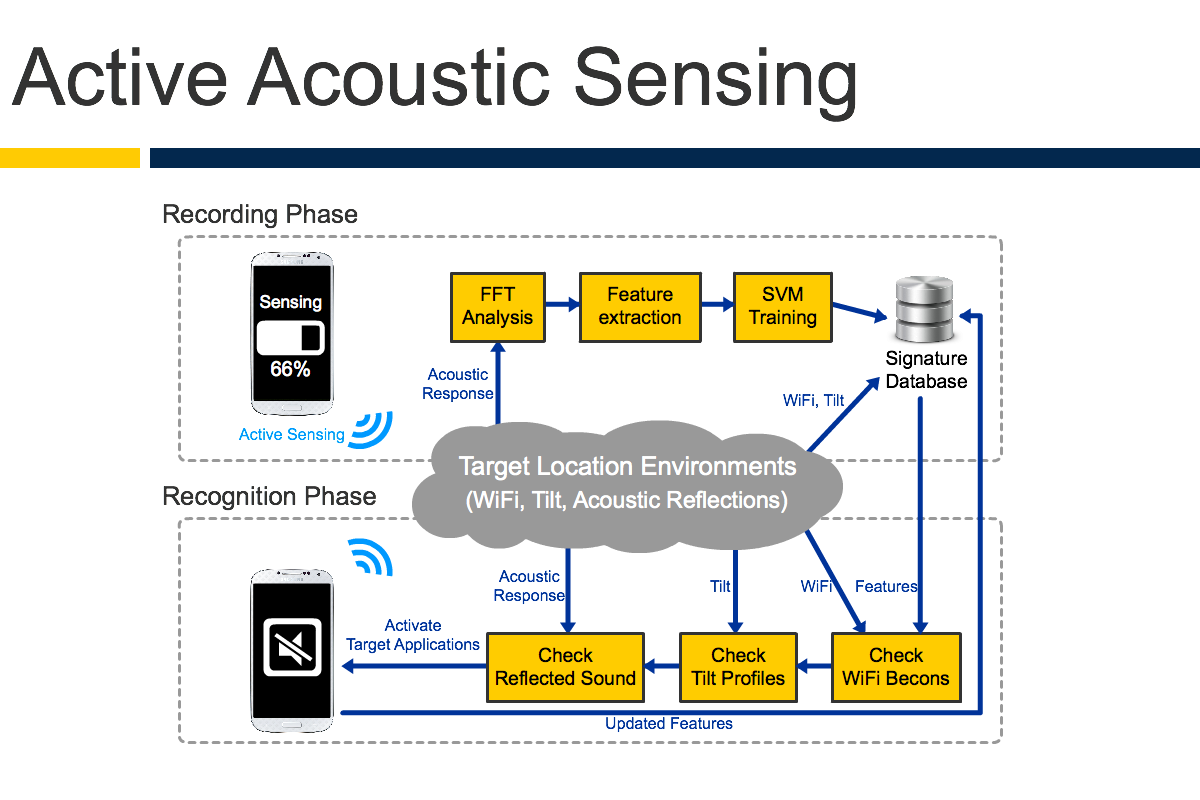 Active Acoustic Sensing
Recording Phase
Sensing
66%
Active Sensing
FFT
Analysis
Feature
extraction
SVM
Training
Signature
Database
Acoustic
Response
WiFi, Tilt
Target Location Environments
(WiFi, Tilt, Acoustic Reflections)
Recognition Phase
Acoustic
Response
Tilt
WiFi
Features
Activate
Target Applications
Check
Reflected Sound
Check
Tilt Profiles
Check
WiFi Becons
Updated Features